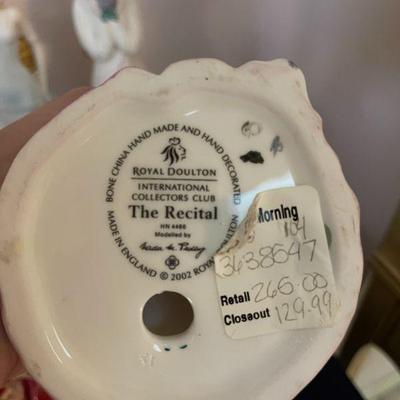 BONE CHINA HAND MADE AND HAND DECORATED
ROYAL DOULTON
INTERNATIONAL
COLLECTORS CLUB
The Recital
HN 4466
Modelled by
MADE IN ENGLAND
© 2002 ROYAL DOULTON
Morning
104
3638547
Retail 265.00
Closeout 129.99